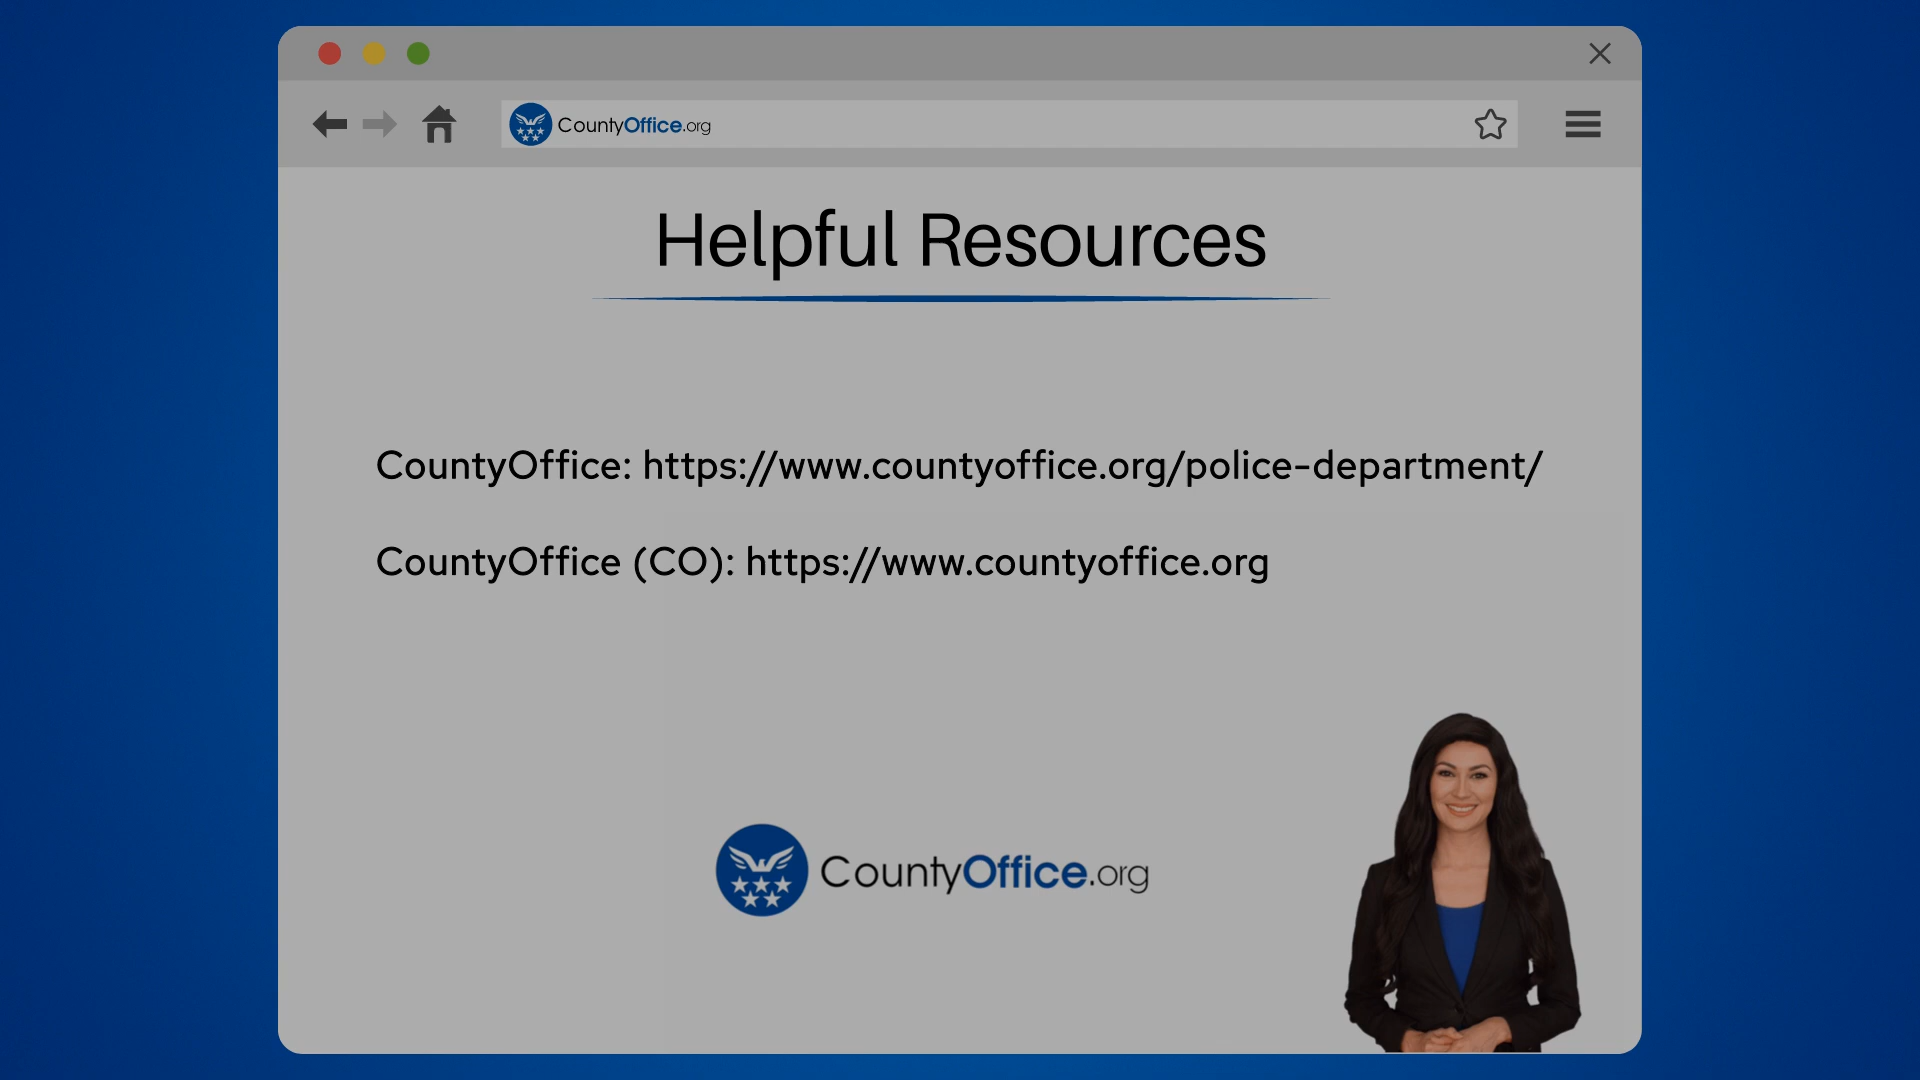 CountyOffice.org
Helpful Resources
CountyOffice: https://www.countyoffice.org/police-department/
CountyOffice (CO): https://www.countyoffice.org
CountyOffice.org